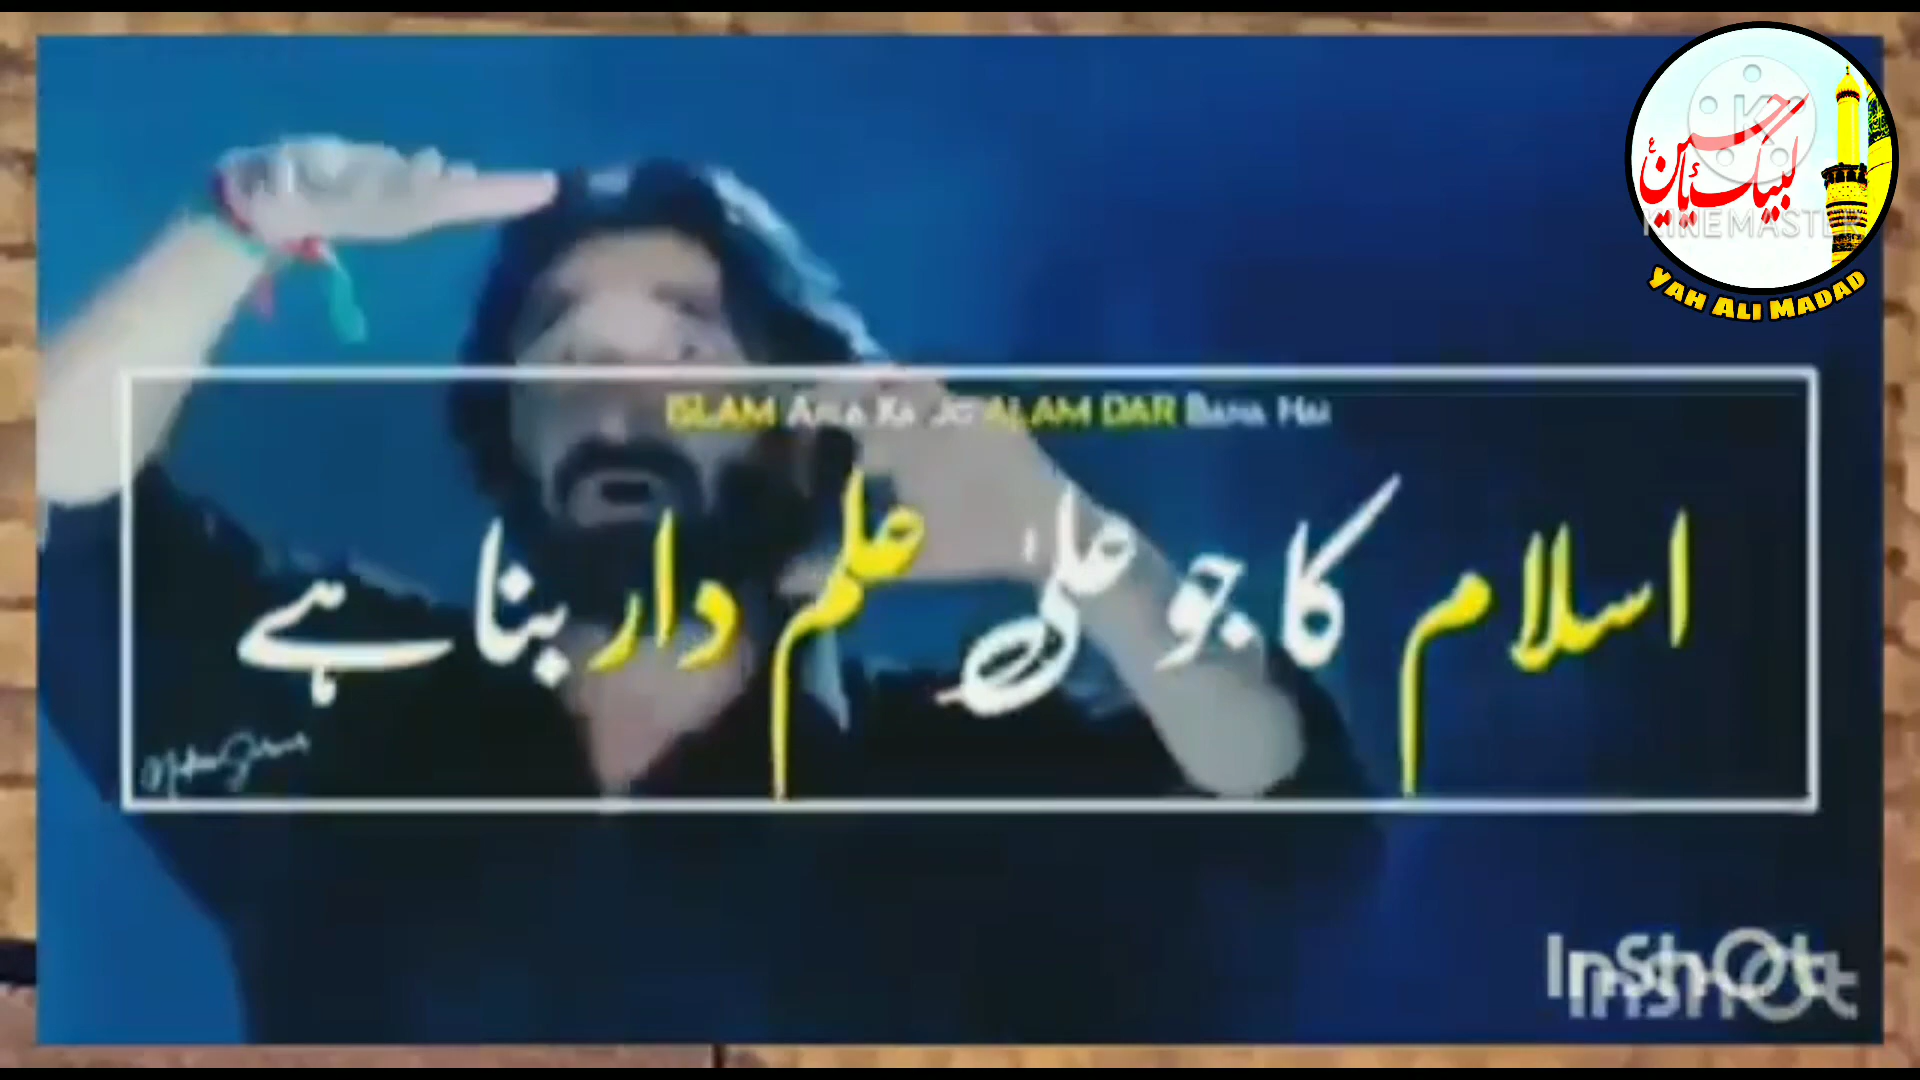 لبیک یا حسینؑ
KINEMASTER
YAH ALI MADAD
ISLAM Ka Jo ALAM DAR Bana Hai
اسلام کا جو علیؑ علم دار بنا ہے
InShOt
InShOt